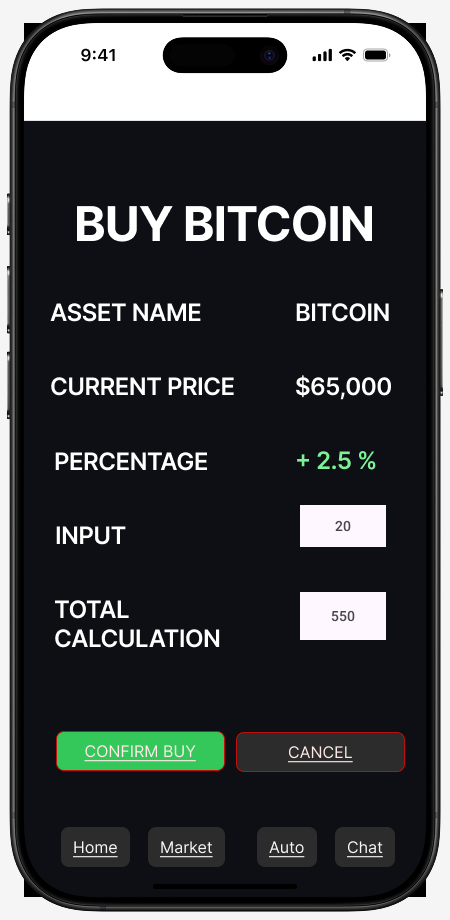 9:41
BUY BITCOIN
ASSET NAME BITCOIN
CURRENT PRICE $65,000
PERCENTAGE + 2.5 %
INPUT 20
TOTAL
CALCULATION 550
CONFIRM BUY CANCEL
Home Market Auto Chat